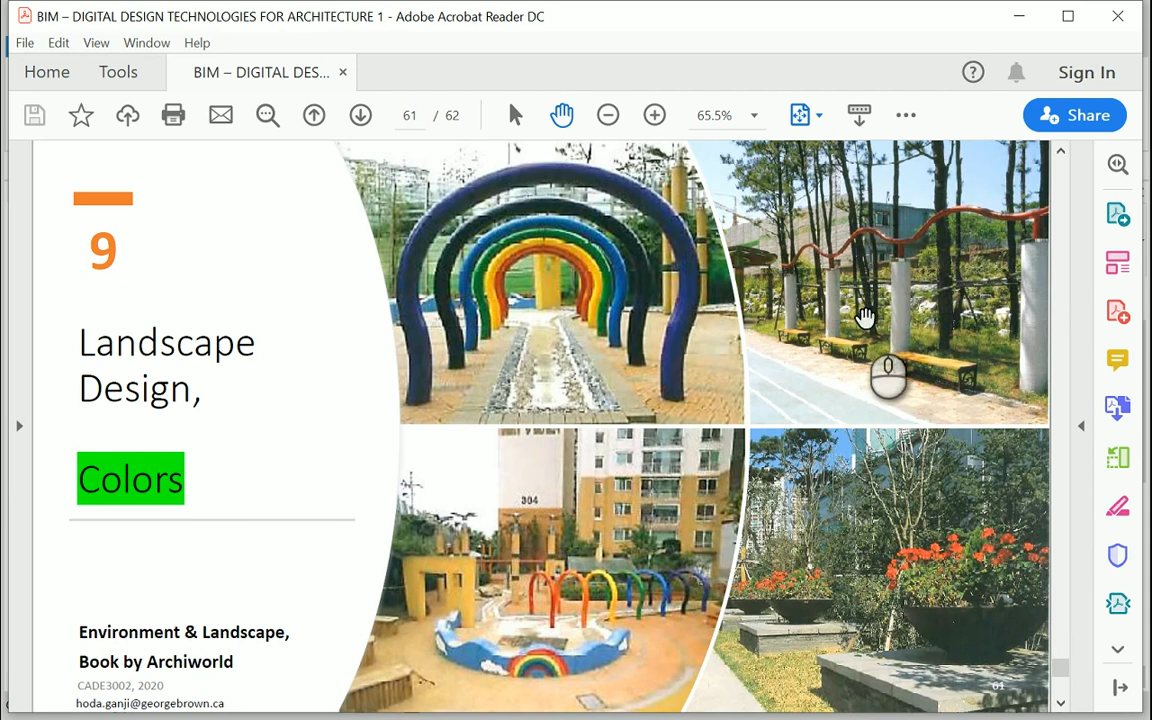 BIM – DIGITAL DESIGN TECHNOLOGIES FOR ARCHITECTURE 1 - Adobe Acrobat Reader DC
File Edit View Window Help
Home Tools BIM – DIGITAL DES... × Sign In
61 / 62 65.5% Share
9
Landscape
Design,
Colors
304
Environment & Landscape,
Book by Archiworld
CADE3002, 2020
hoda.ganji@georgebrown.ca
61